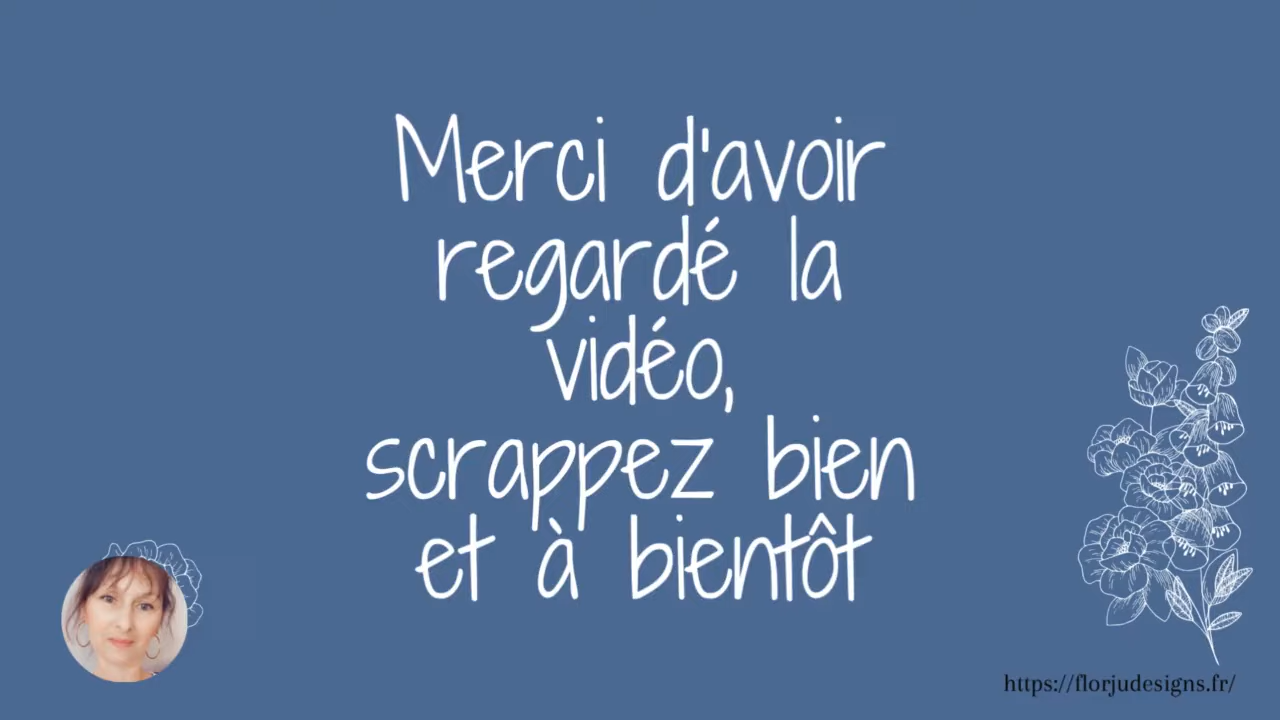 Merci d'avoir
regardé la
vidéo,
scrappez bien
et à bientôt
https://florjudesigns.fr/